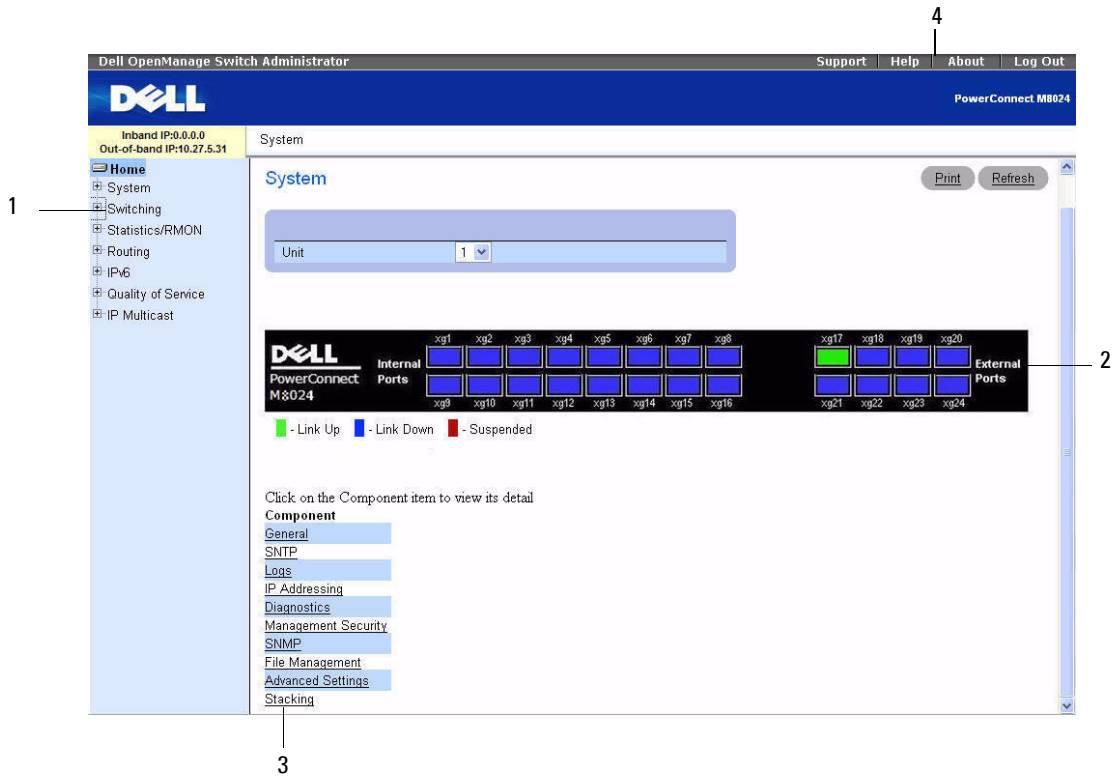 4
Dell OpenManage Switch Administrator Support Help About Log Out
DELL PowerConnect M8024
Inband IP:0.0.0.0
Out-of-band IP:10.27.5.31
System
Home
System
Switching
Statistics/RMON
Routing
IPv6
Quality of Service
IP Multicast
1
System
Print Refresh
Unit 1
xg1 xg2 xg3 xg4 xg5 xg6 xg7 xg8 xg17 xg18 xg19 xg20
DELL
PowerConnect
M8024
Internal
Ports
External
Ports
xg9 xg10 xg11 xg12 xg13 xg14 xg15 xg16 xg21 xg22 xg23 xg24
2
- Link Up - Link Down - Suspended
Click on the Component item to view its detail
Component
General
SNTP
Logs
IP Addressing
Diagnostics
Management Security
SNMP
File Management
Advanced Settings
Stacking
3